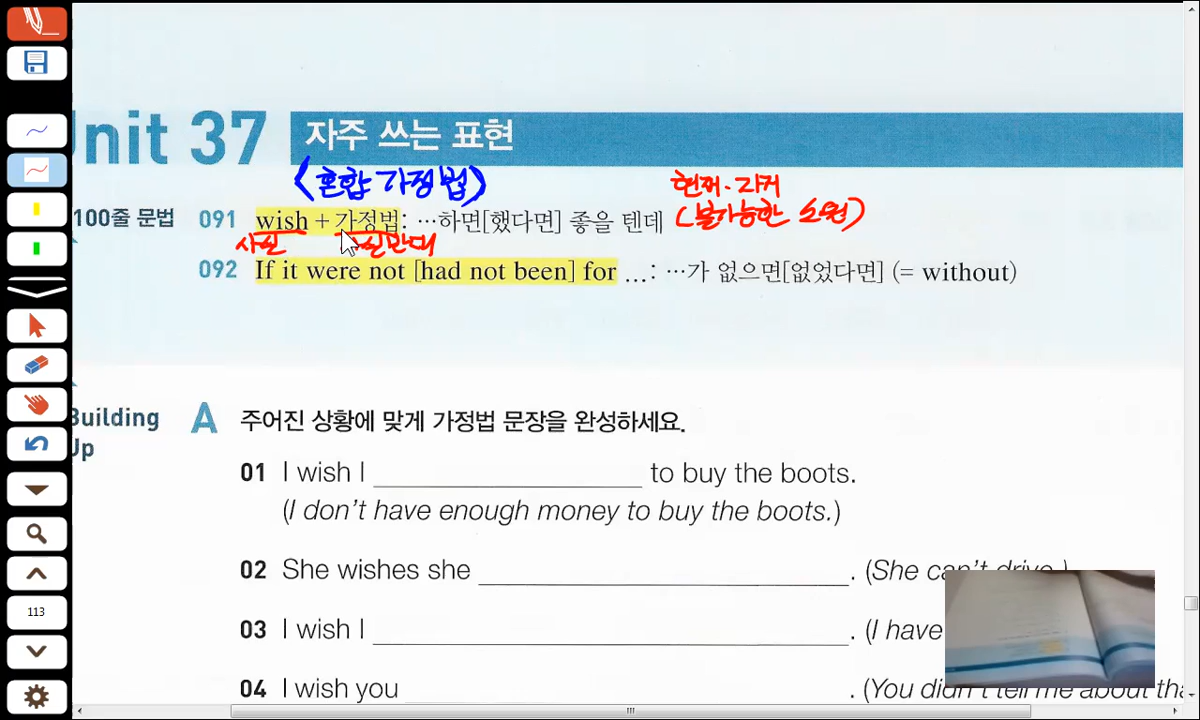 Unit 37 자주 쓰는 표현
<혼합 가정법>
현재·과거
100줄 문법 091 wish + 가정법: …하면[했다면] 좋을 텐데 (불가능한 소원)
사실
092 If it were not [had not been] for …: …가 없으면[없었다면] (= without)
Building
Up
A 주어진 상황에 맞게 가정법 문장을 완성하세요.
01 I wish I ____ to buy the boots.
(I don't have enough money to buy the boots.)
02 She wishes she ____. (She can't drive.)
03 I wish I ____. (I have
04 I wish you ____. (You didn't tell me about tha
113